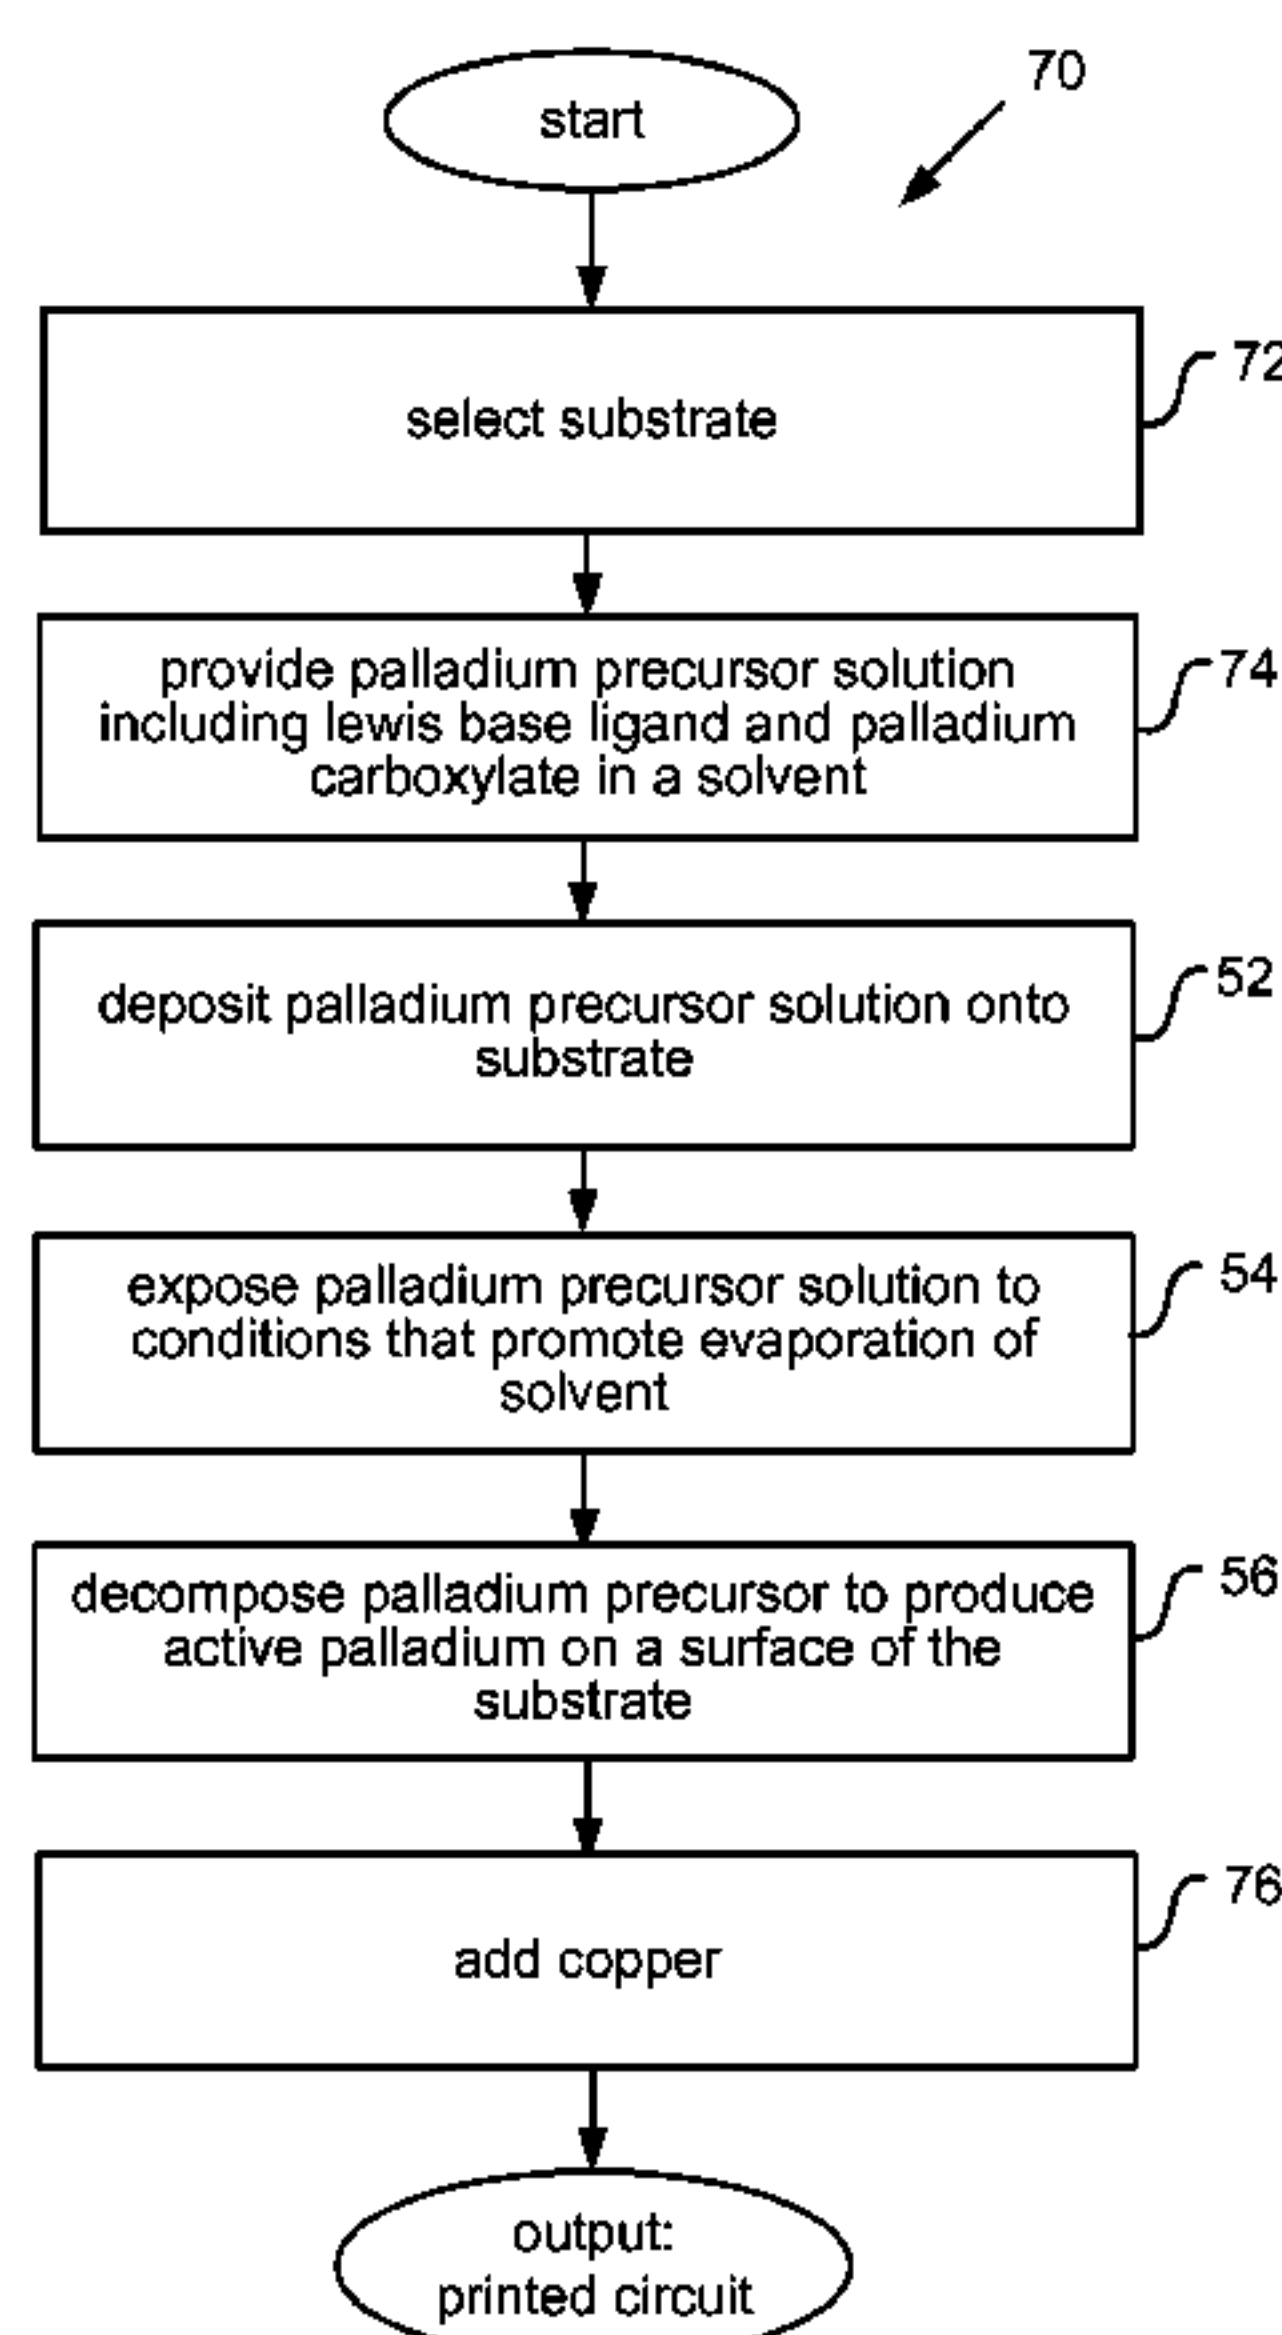 start
70
select substrate
72
provide palladium precursor solution
including lewis base ligand and palladium
carboxylate in a solvent
74
deposit palladium precursor solution onto
substrate
52
expose palladium precursor solution to
conditions that promote evaporation of
solvent
54
decompose palladium precursor to produce
active palladium on a surface of the
substrate
56
add copper
76
output:
printed circuit